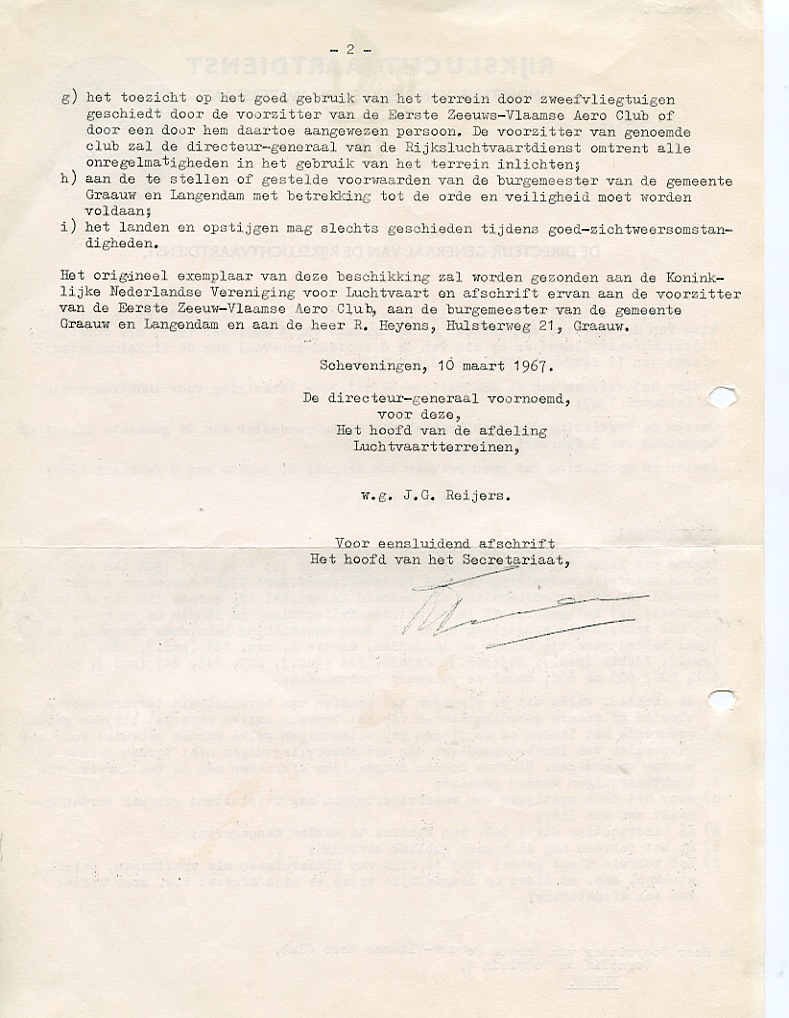 - 2 -
g) het toezicht op het goed gebruik van het terrein door zweefvliegtuigen
geschiedt door de voorzitter van de Eerste Zeeuws-Vlaamse Aero Club of
door een door hem daartoe aangewezen persoon. De voorzitter van genoemde
club zal de directeur-generaal van de Rijksluchtvaartdienst omtrent alle
onregelmatigheden in het gebruik van het terrein inlichten;
h) aan de te stellen of gestelde voorwaarden van de burgemeester van de gemeente
Graauw en Langendam met betrekking tot de orde en veiligheid moet worden
voldaan;
i) het landen en opstijgen mag slechts geschieden tijdens goed-zichtweersomstan-
digheden.
Het origineel exemplaar van deze beschikking zal worden gezonden aan de Konink-
lijke Nederlandse Vereniging voor Luchtvaart en afschrift ervan aan de voorzitter
van de Eerste Zeeuw-Vlaamse Aero Club, aan de burgemeester van de gemeente
Graauw en Langendam en aan de heer R. Heyens, Hulsterweg 21, Graauw.
Scheveningen, 10 maart 1967.
De directeur-generaal voornoemd,
voor deze,
Het hoofd van de afdeling
Luchtvaartterreinen,
w.g. J.G. Reijers.
Voor eensluidend afschrift
Het hoofd van het Secretariaat,